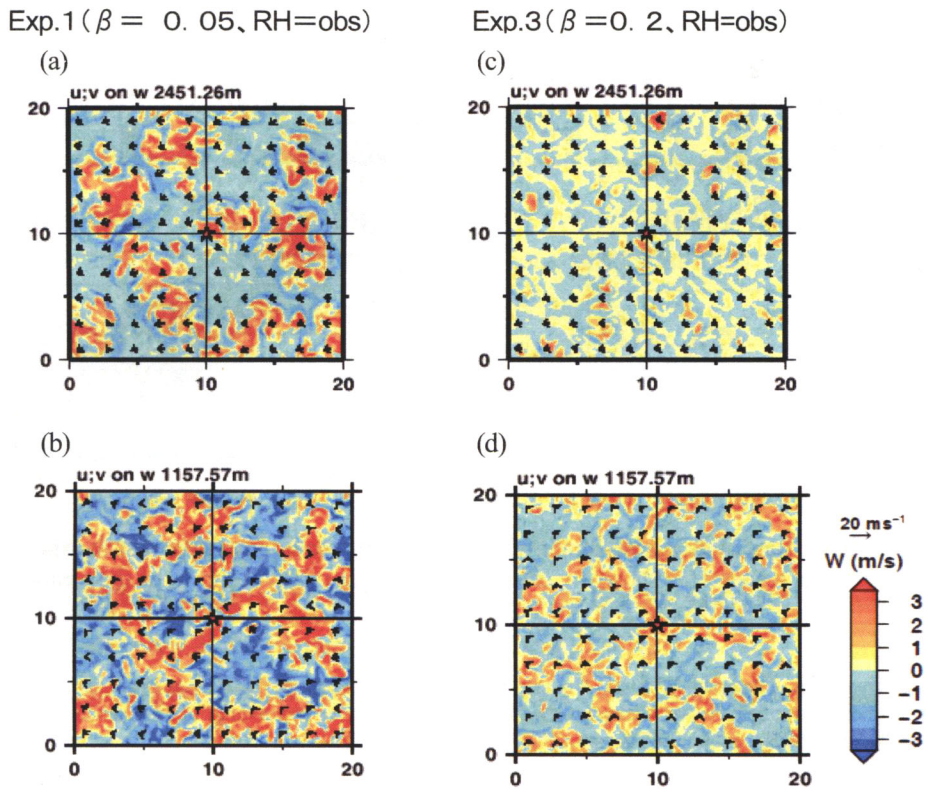 Exp.1(β= 0. 05、RH=obs)
Exp.3(β=0. 2、RH=obs)
(a)
u;v on w 2451.26m
20
10
0
0 10 20
(c)
u;v on w 2451.26m
20
10
0
0 10 20
(b)
u;v on w 1157.57m
20
10
0
0 10 20
(d)
u;v on w 1157.57m
20
10
0
0 10 20
20 ms⁻¹
W (m/s)
3
2
1
0
−1
−2
−3